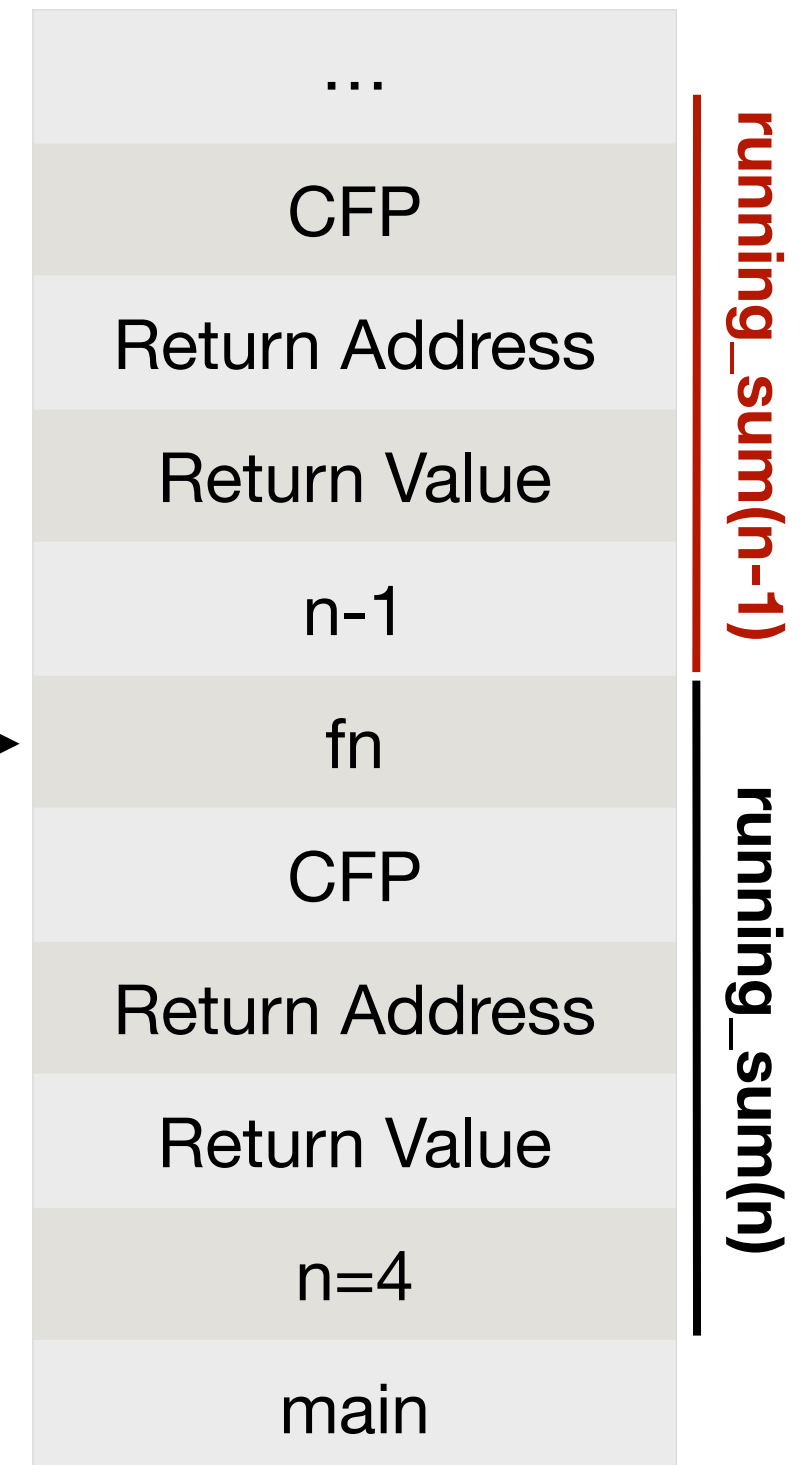 ...
CFP
Return Address
Return Value
n-1
fn
CFP
Return Address
Return Value
n=4
main
running_sum(n-1)
running_sum(n)